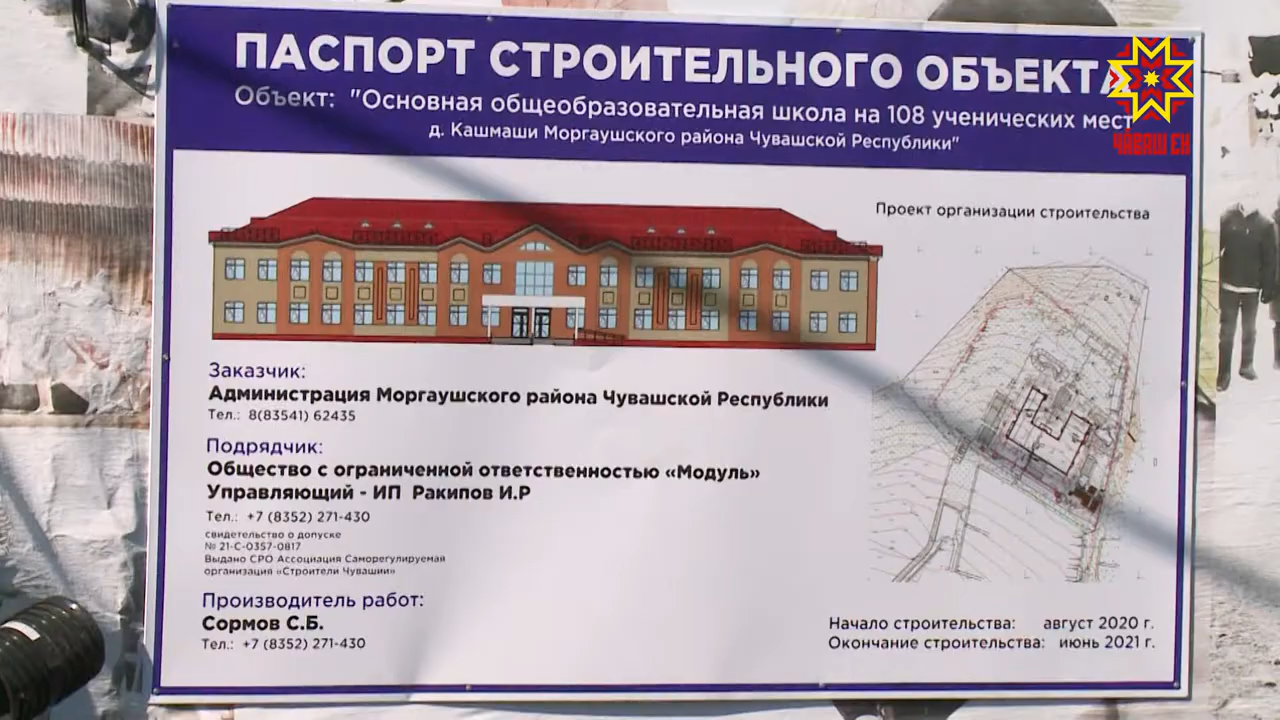 ПАСПОРТ СТРОИТЕЛЬНОГО ОБЪЕКТА
Объект: "Основная общеобразовательная школа на 108 ученических мест
д. Кашмаши Моргаушского района Чувашской Республики"
ЧӐВАШ ЕН
Проект организации строительства
Заказчик:
Администрация Моргаушского района Чувашской Республики
Тел.: 8(83541) 62435
Подрядчик:
Общество с ограниченной ответственностью «Модуль»
Управляющий - ИП Ракипов И.Р
Тел.: +7 (8352) 271-430
свидетельство о допуске
№ 21-С-0357-0817
Выдано СРО Ассоциация Саморегулируемая
организация «Строители Чувашии»
Производитель работ:
Сормов С.Б.
Тел.: +7 (8352) 271-430
Начало строительства: август 2020 г.
Окончание строительства: июнь 2021 г.